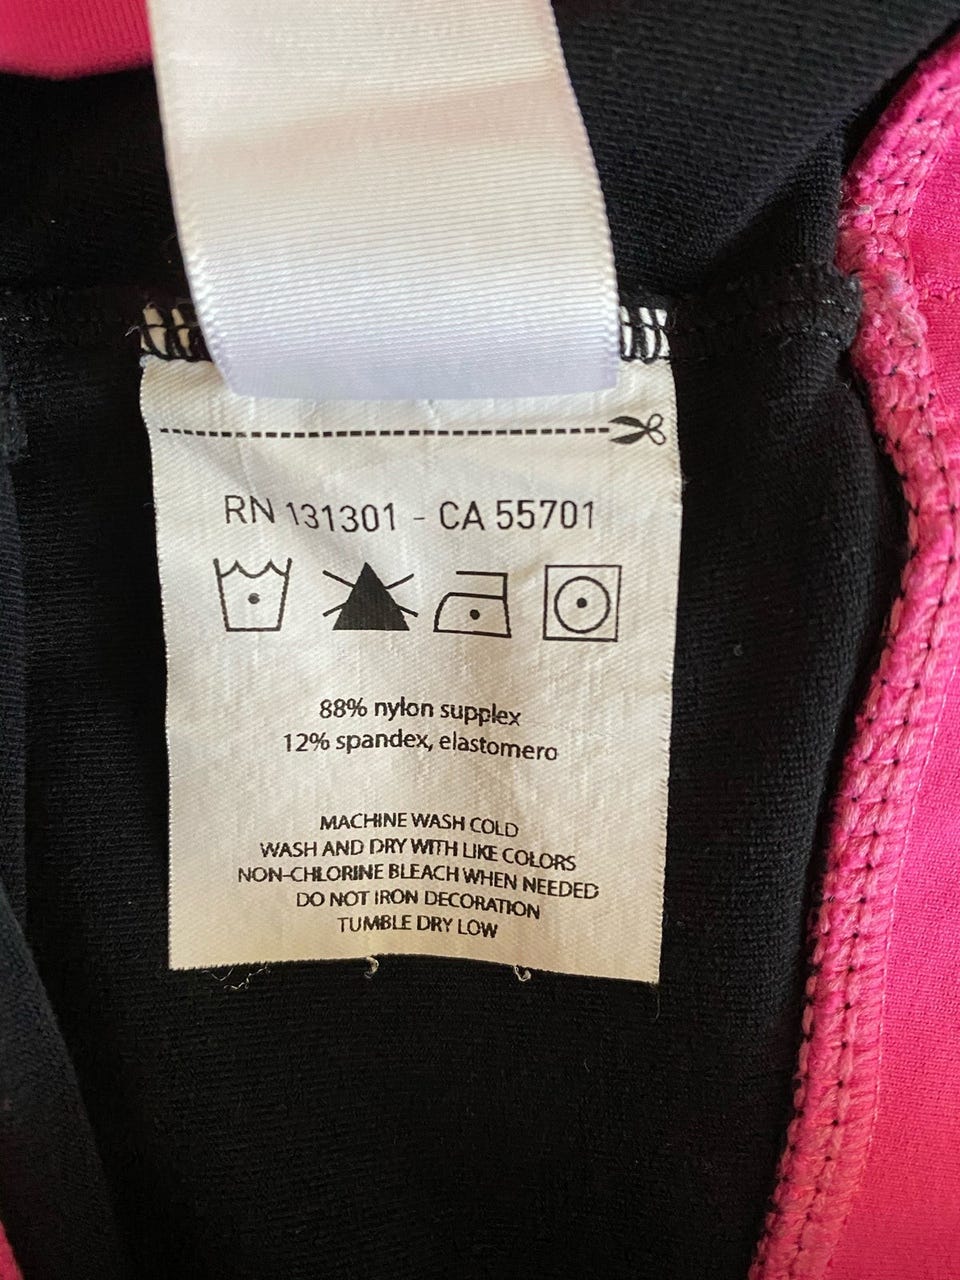 RN 131301 - CA 55701
88% nylon supplex
12% spandex, elastomero
MACHINE WASH COLD
WASH AND DRY WITH LIKE COLORS
NON-CHLORINE BLEACH WHEN NEEDED
DO NOT IRON DECORATION
TUMBLE DRY LOW